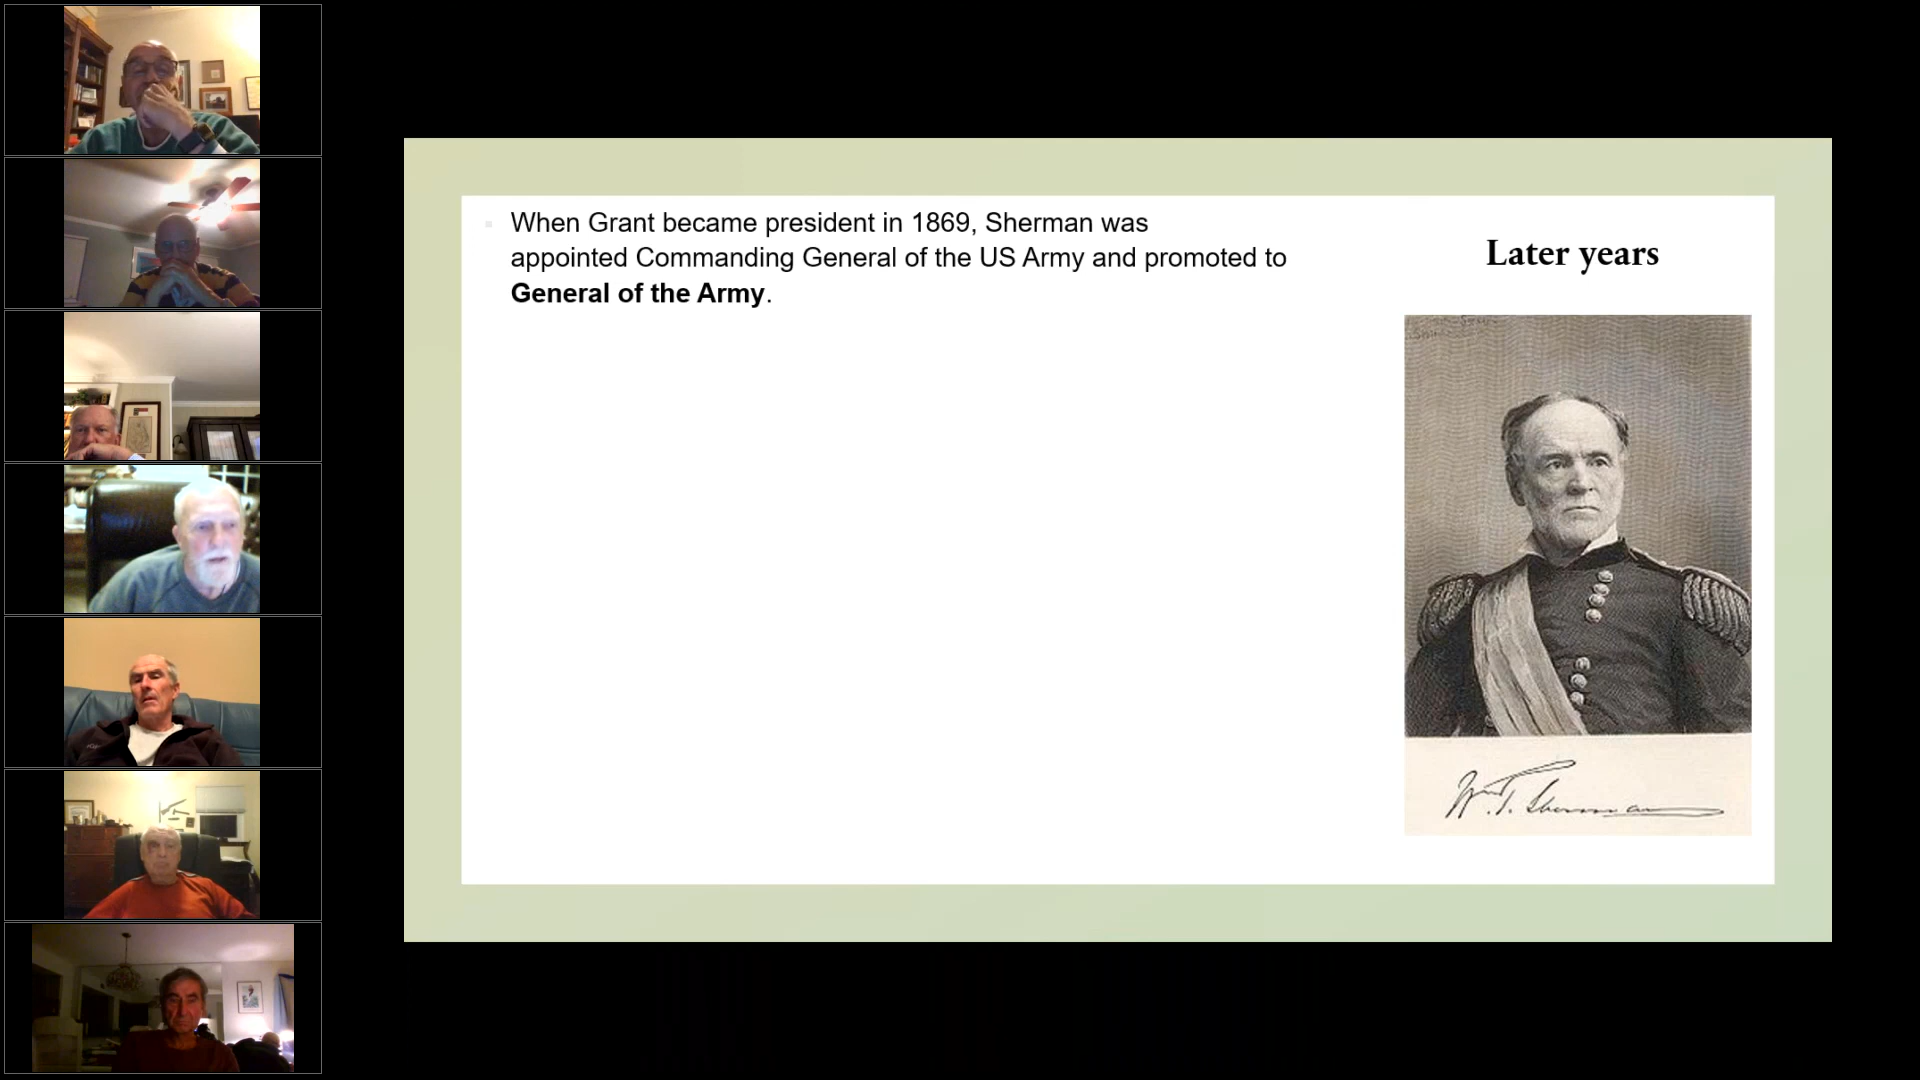 When Grant became president in 1869, Sherman was
appointed Commanding General of the US Army and promoted to
General of the Army.
Later years
W. T. Sherman